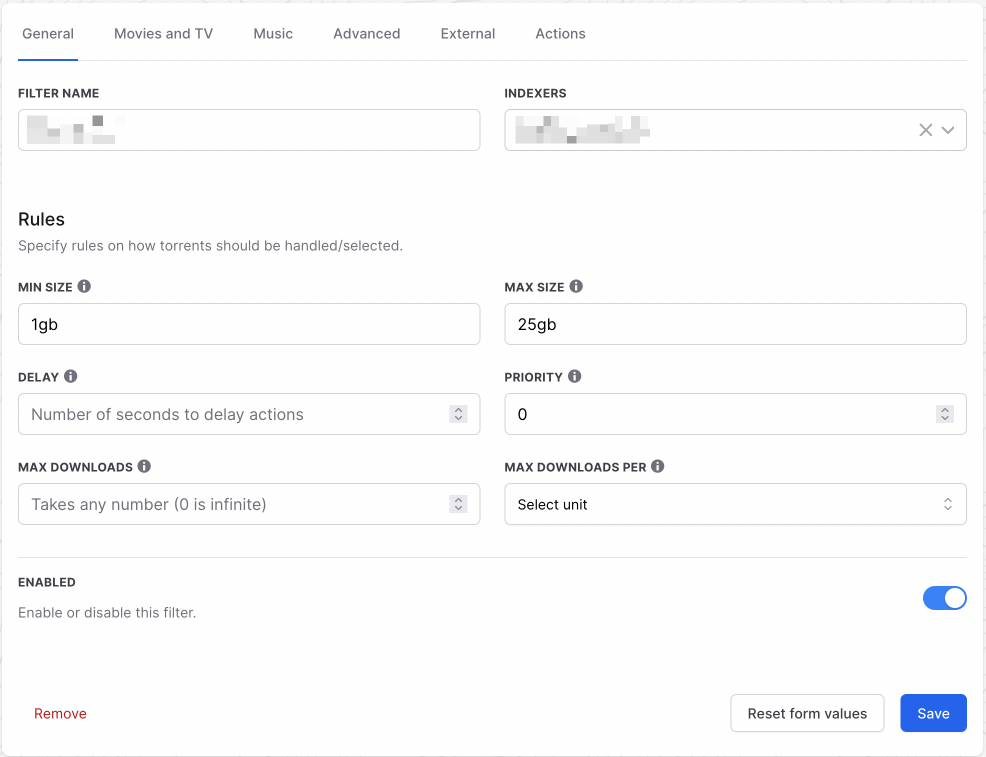 General Movies and TV Music Advanced External Actions
FILTER NAME INDEXERS
Rules
Specify rules on how torrents should be handled/selected.
MIN SIZE MAX SIZE
1gb 25gb
DELAY PRIORITY
Number of seconds to delay actions 0
MAX DOWNLOADS MAX DOWNLOADS PER
Takes any number (0 is infinite) Select unit
ENABLED
Enable or disable this filter.
Remove Reset form values Save